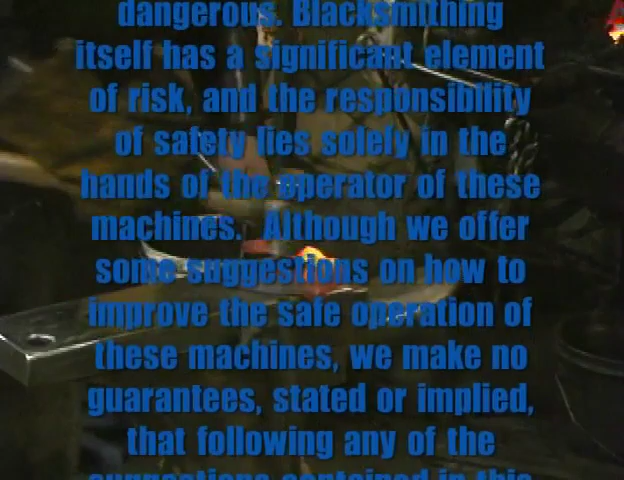 dangerous. Blacksmithing
itself has a significant element
of risk, and the responsibility
of safety lies solely in the
hands of the operator of these
machines. Although we offer
some suggestions on how to
improve the safe operation of
these machines, we make no
guarantees, stated or implied,
that following any of the
suggestions contained in this